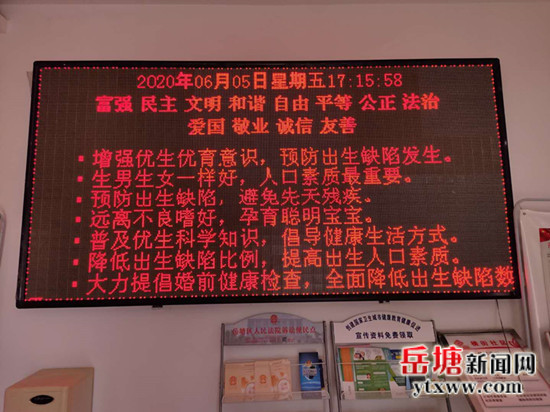 2020年06月05日星期五17:15:58
富强 民主 文明 和谐 自由 平等 公正 法治
爱国 敬业 诚信 友善
▪增强优生优育意识，预防出生缺陷发生。
▪生男生女一样好，人口素质最重要。
▪预防出生缺陷，避免先天残疾。
▪远离不良嗜好，孕育聪明宝宝。
▪普及优生科学知识，倡导健康生活方式。
▪降低出生缺陷比例，提高出生人口素质。
▪大力提倡婚前健康检查，全面降低出生缺陷数
宣传资料免费领取
岳塘新闻网
ytxww.com